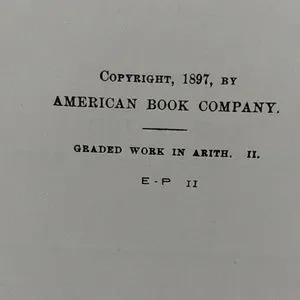 Copyright, 1897, by
AMERICAN BOOK COMPANY.
GRADED WORK IN ARITH. II.
E-P II